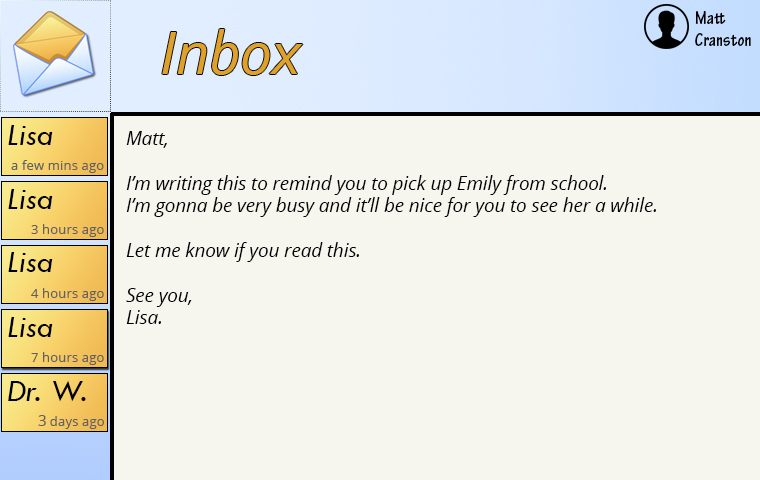 Inbox
Matt
Cranston
Lisa
a few mins ago
Lisa
3 hours ago
Lisa
4 hours ago
Lisa
7 hours ago
Dr. W.
3 days ago
Matt,
I'm writing this to remind you to pick up Emily from school.
I'm gonna be very busy and it'll be nice for you to see her a while.
Let me know if you read this.
See you,
Lisa.